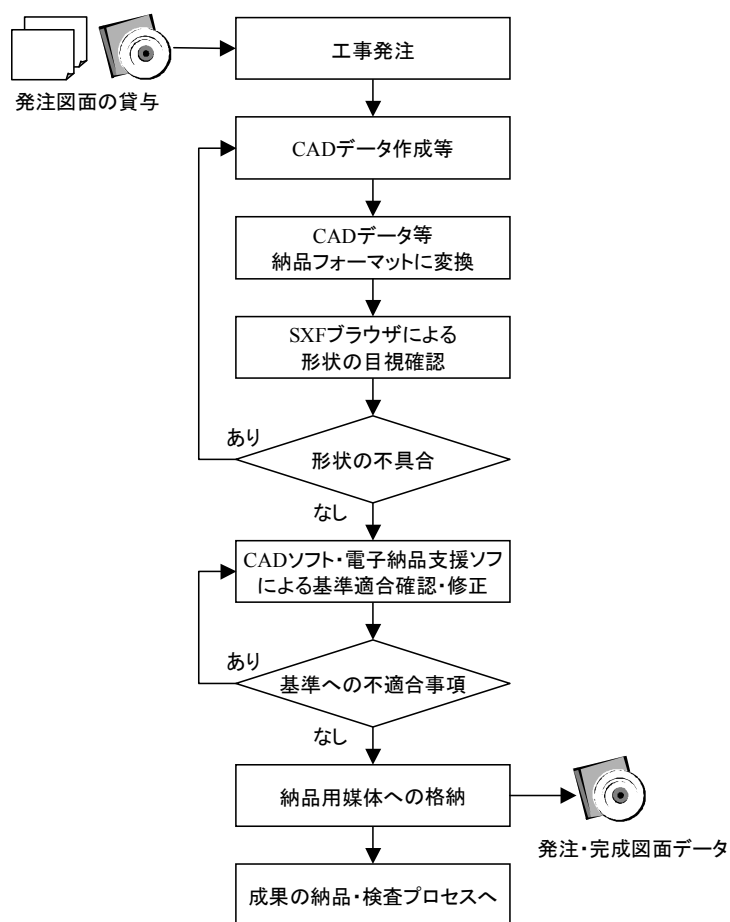 工事発注
発注図面の貸与
CADデータ作成等
CADデータ等
納品フォーマットに変換
SXFブラウザによる
形状の目視確認
あり
形状の不具合
なし
CADソフト・電子納品支援ソフ
による基準適合確認・修正
あり
基準への不適合事項
なし
納品用媒体への格納
発注・完成図面データ
成果の納品・検査プロセスへ